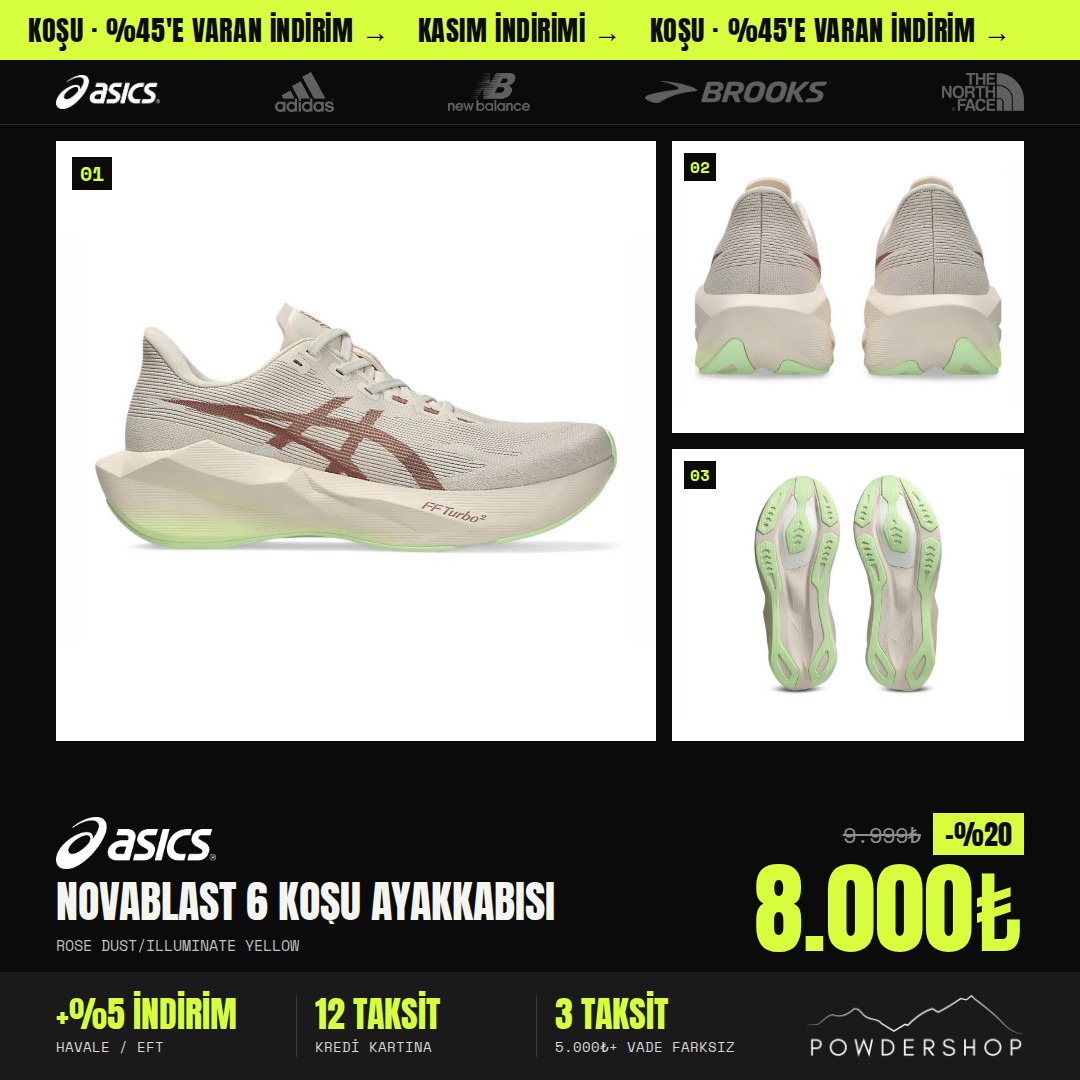 KOŞU · %45'E VARAN İNDİRİM → KASIM İNDİRİMİ → KOŞU · %45'E VARAN İNDİRİM →
asics adidas new balance BROOKS THE NORTH FACE
01
02
FF Turbo²
03
asics
9.999₺ -%20
NOVABLAST 6 KOŞU AYAKKABISI
8.000₺
ROSE DUST/ILLUMINATE YELLOW
+%5 İNDİRİM
HAVALE / EFT
12 TAKSİT
KREDİ KARTINA
3 TAKSİT
5.000₺+ VADE FARKSIZ
POWDERSHOP